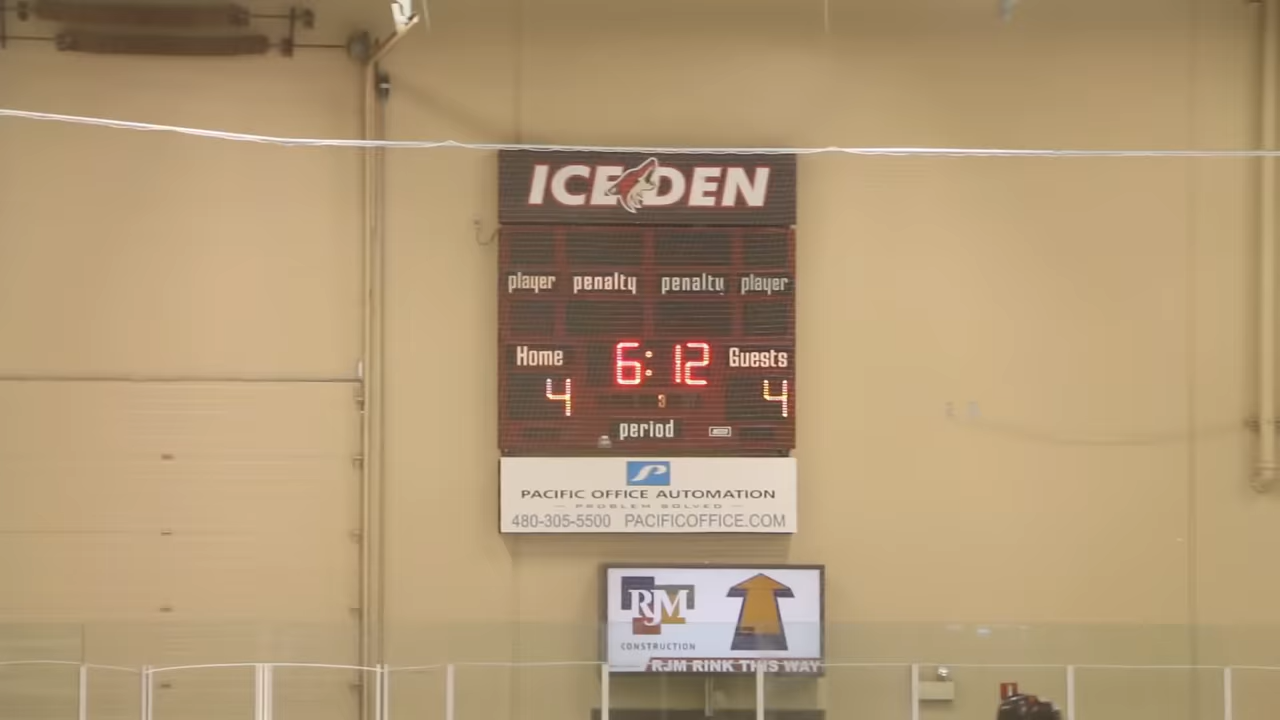 ICE DEN
player penalty penalty player
Home 6:12 Guests
4 3 4
period
PACIFIC OFFICE AUTOMATION
PROBLEM SOLVED
480-305-5500 PACIFICOFFICE.COM
RJM
CONSTRUCTION
RJM RINK THIS WAY